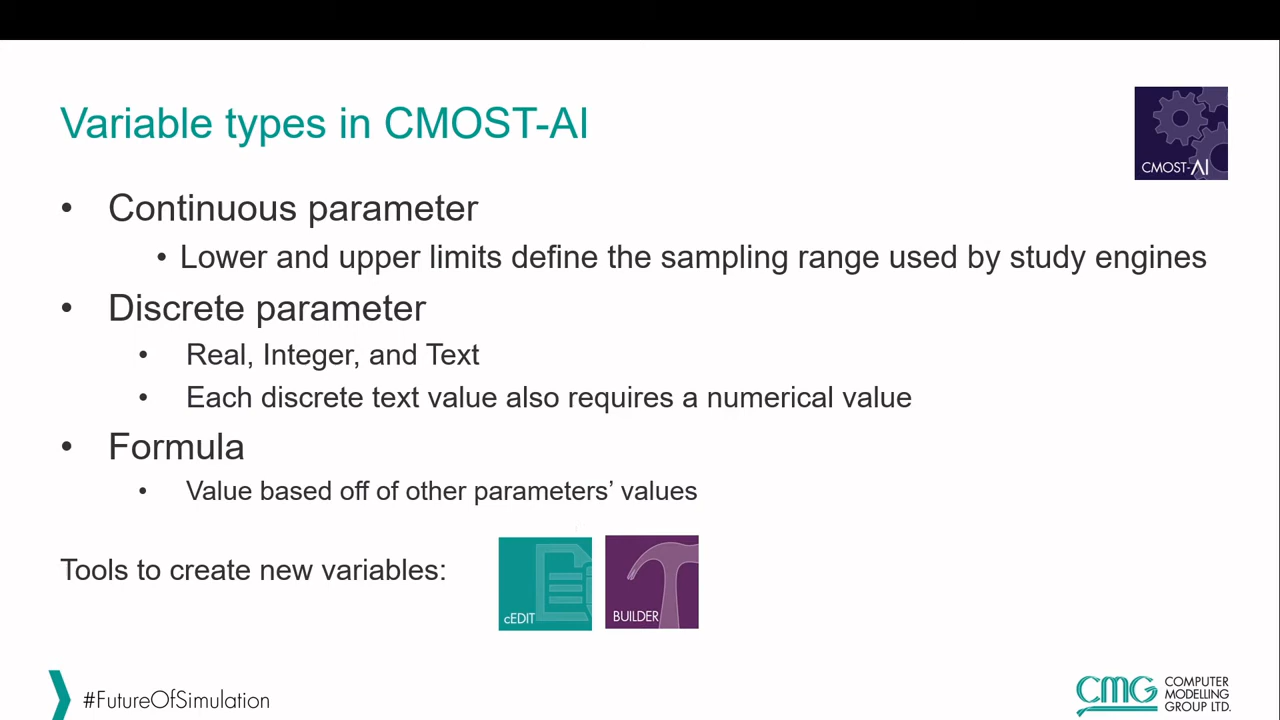 Variable types in CMOST-AI
CMOST-AI
• Continuous parameter
• Lower and upper limits define the sampling range used by study engines
• Discrete parameter
• Real, Integer, and Text
• Each discrete text value also requires a numerical value
• Formula
• Value based off of other parameters’ values
Tools to create new variables:
cEDIT
BUILDER
#FutureOfSimulation
CMG
COMPUTER
MODELLING
GROUP LTD.